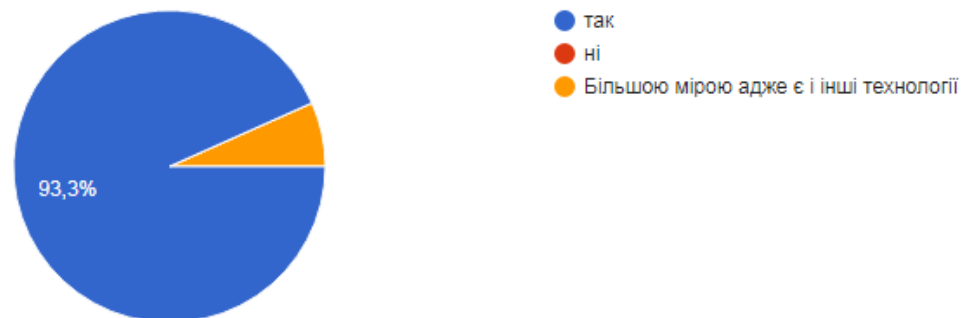 так
ні
Більшою мірою адже є і інші технології
93,3%